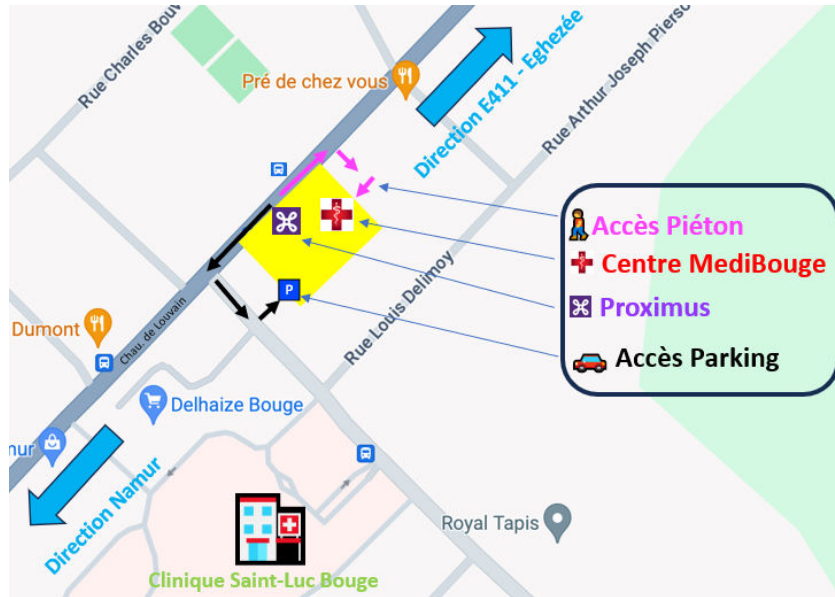 Rue Charles Bouv
Pré de chez vous
Direction E411 - Eghezée
Rue Arthur Joseph Pierso
Accès Piéton
Centre MediBouge
Proximus
Accès Parking
P
Rue Louis Delimoy
Dumont
Chau. de Louvain
Delhaize Bouge
nur
Direction Namur
Royal Tapis
Clinique Saint-Luc Bouge